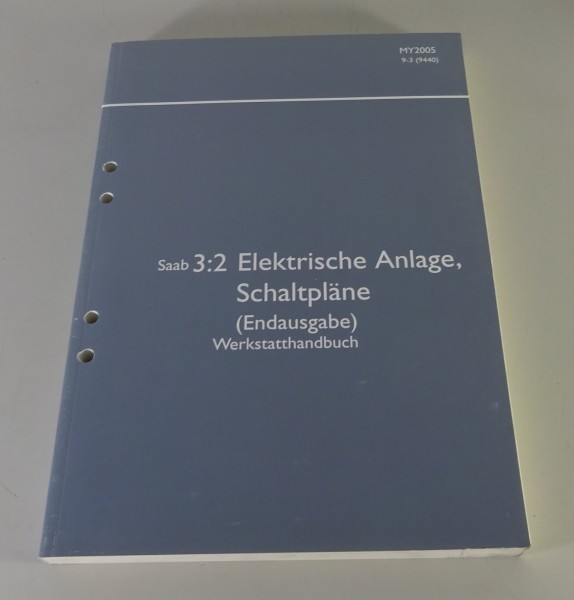 MY2005
9-3 (9440)
Saab 3:2 Elektrische Anlage,
Schaltpläne
(Endausgabe)
Werkstatthandbuch